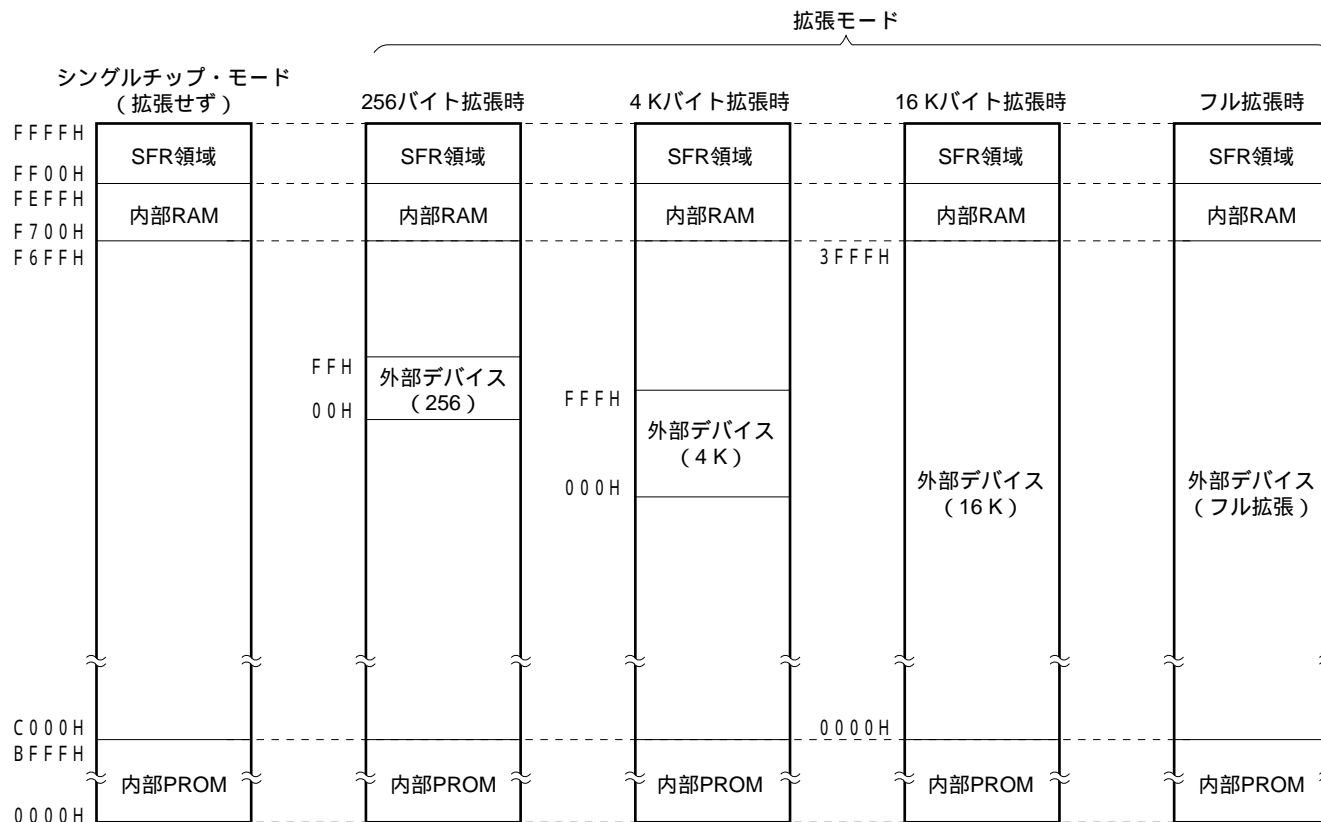 拡張モード
シングルチップ・モード
（拡張せず）
256バイト拡張時
4 Kバイト拡張時
16 Kバイト拡張時
フル拡張時
FFFFH
SFR領域
SFR領域
SFR領域
SFR領域
SFR領域
FF00H
FEFFH
内部RAM
内部RAM
内部RAM
内部RAM
内部RAM
F700H
F6FFH
3FFFH
FFH
外部デバイス
（256）
00H
FFFH
外部デバイス
（4 K）
000H
外部デバイス
（16 K）
外部デバイス
（フル拡張）
C000H
0000H
BFFFH
内部PROM
内部PROM
内部PROM
内部PROM
内部PROM
0000H